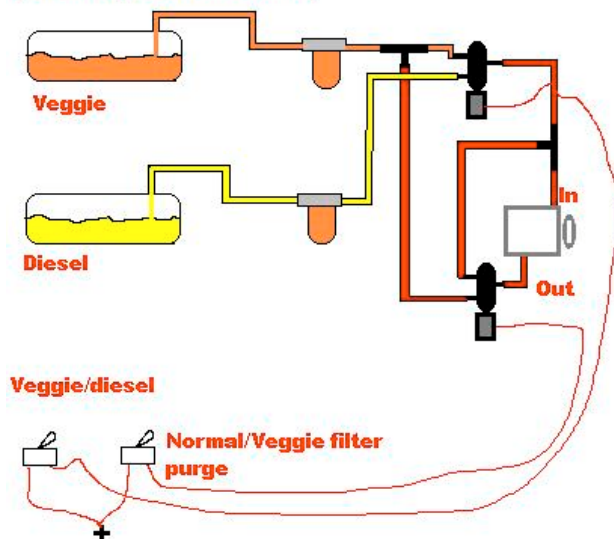 Veggie
In
Diesel
Out
Veggie/diesel
Normal/Veggie filter
purge
+